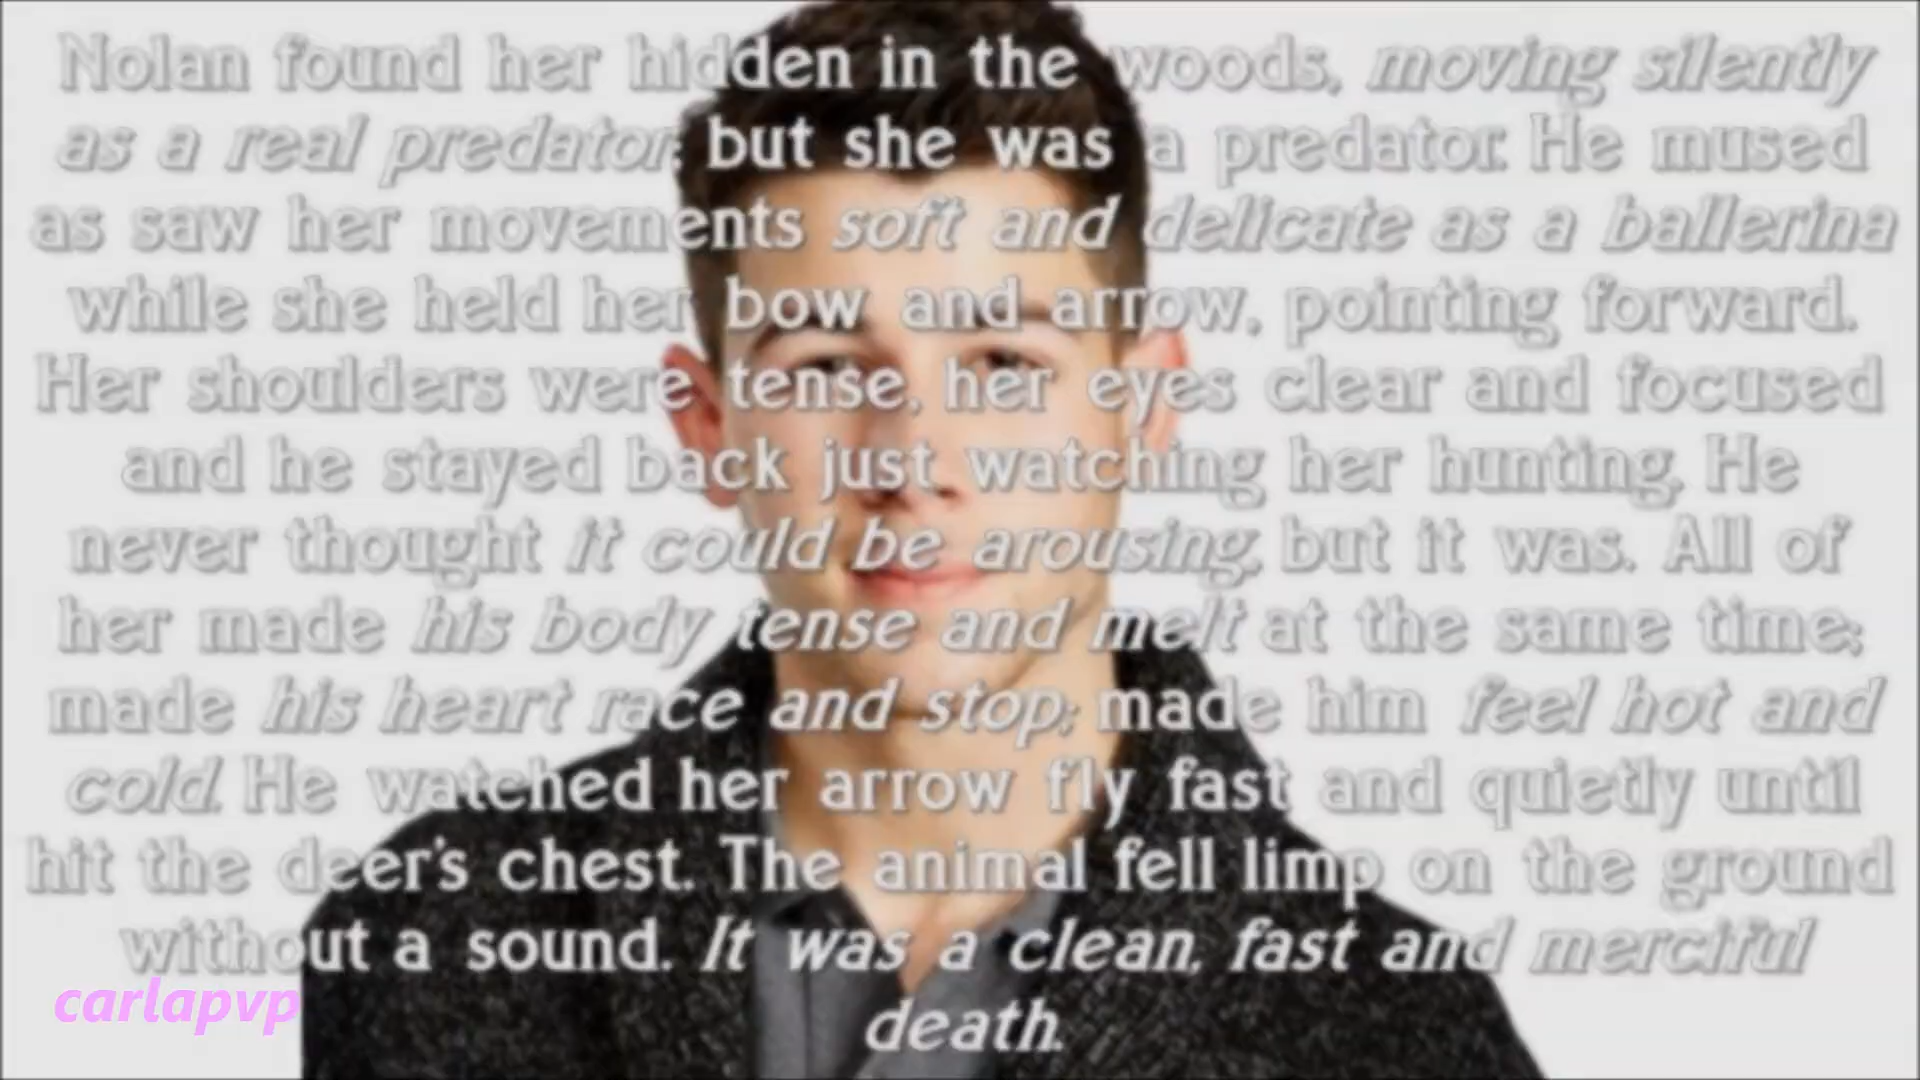 Nolan found her hidden in the woods, moving silently
as a real predator; but she was a predator. He mused
as saw her movements soft and delicate as a ballerina
while she held her bow and arrow, pointing forward.
Her shoulders were tense, her eyes clear and focused
and he stayed back just watching her hunting. He
never thought it could be arousing, but it was. All of
her made his body tense and melt at the same time;
made his heart race and stop; made him feel hot and
cold. He watched her arrow fly fast and quietly until
hit the deer's chest. The animal fell limp on the ground
without a sound. It was a clean, fast and merciful
death.
carlapvp